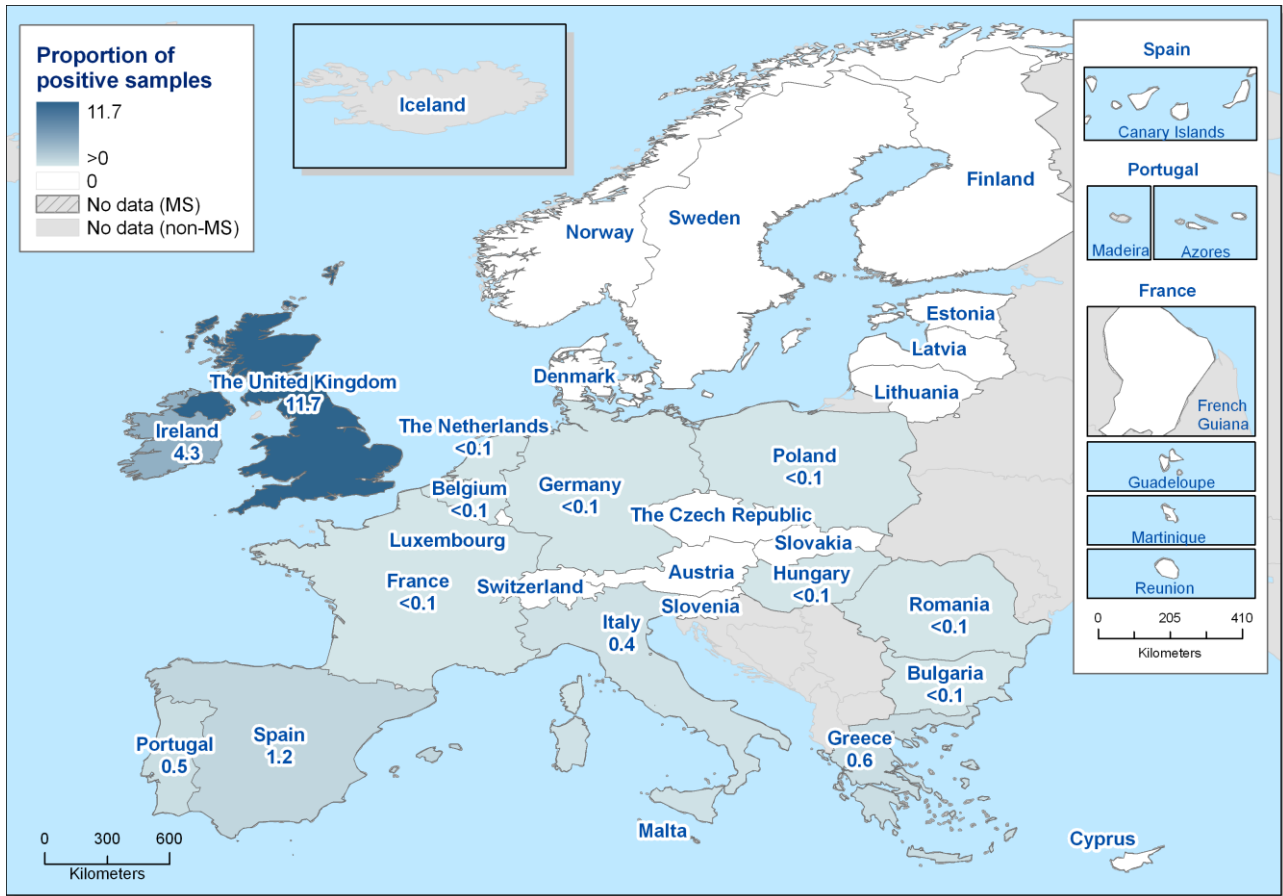 Proportion of
positive samples
11.7
>0
0
No data (MS)
No data (non-MS)
Iceland
Norway
Sweden
Finland
Estonia
Latvia
Lithuania
Denmark
The United Kingdom
11.7
Ireland
4.3
The Netherlands
<0.1
Belgium
<0.1
Germany
<0.1
Poland
<0.1
The Czech Republic
Luxembourg
Slovakia
France
<0.1
Switzerland
Austria
Hungary
<0.1
Slovenia
Italy
0.4
Romania
<0.1
Bulgaria
<0.1
Portugal
0.5
Spain
1.2
Greece
0.6
Malta
Cyprus
0 300 600
Kilometers
Spain
Canary Islands
Portugal
Madeira
Azores
France
French
Guiana
Guadeloupe
Martinique
Reunion
0 205 410
Kilometers